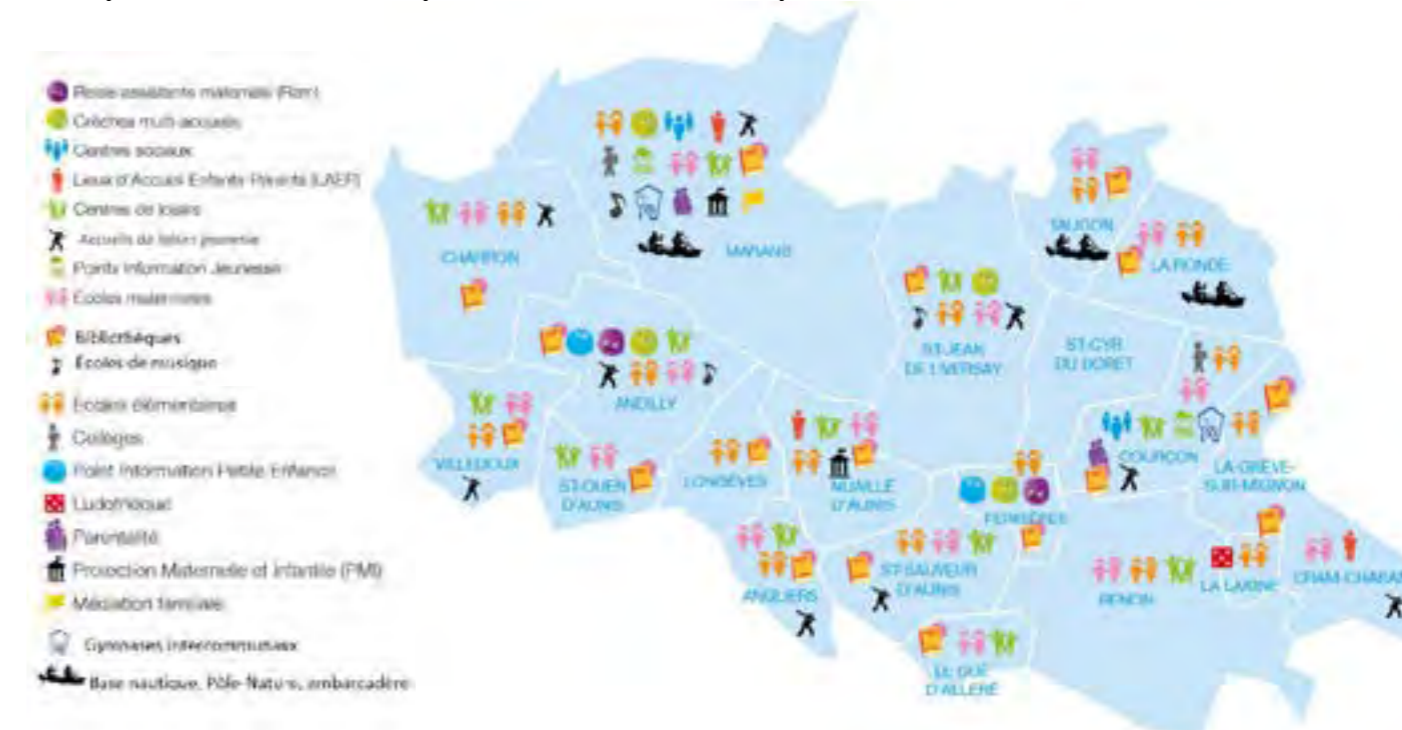 Relais assistante maternelle (Ram)
Crèches multi-accueils
Centres sociaux
Lieux d'Accueil Enfants Parents (LAEP)
Centres de loisirs
Accueils de loisirs jeunesse
Points Information Jeunesse
Écoles maternelles
Bibliothèques
Écoles de musique
Écoles élémentaires
Collèges
Point Information Petite Enfance
Ludothèque
Parentalité
Protection Maternelle et Infantile (PMI)
Médiation familiale
Gymnases intercommunaux
Base nautique, Pôle-Nature, embarcadère
CHARRON
MARANS
TAUGON
LA RONDE
ST-JEAN
DE LIVERSAY
ST-CYR
DU DORET
ANDILLY
VILLEDOUX
ST-OUEN
D'AUNIS
LONGÈVES
NUAILLÉ
D'AUNIS
COURÇON
LA-GRÈVE-
SUR-MIGNON
FERRIÈRES
ANGLIERS
ST-SAUVEUR
D'AUNIS
BENON
LA LAIGNE
CRAM-CHABAN
LE GUÉ
D'ALLERÉ